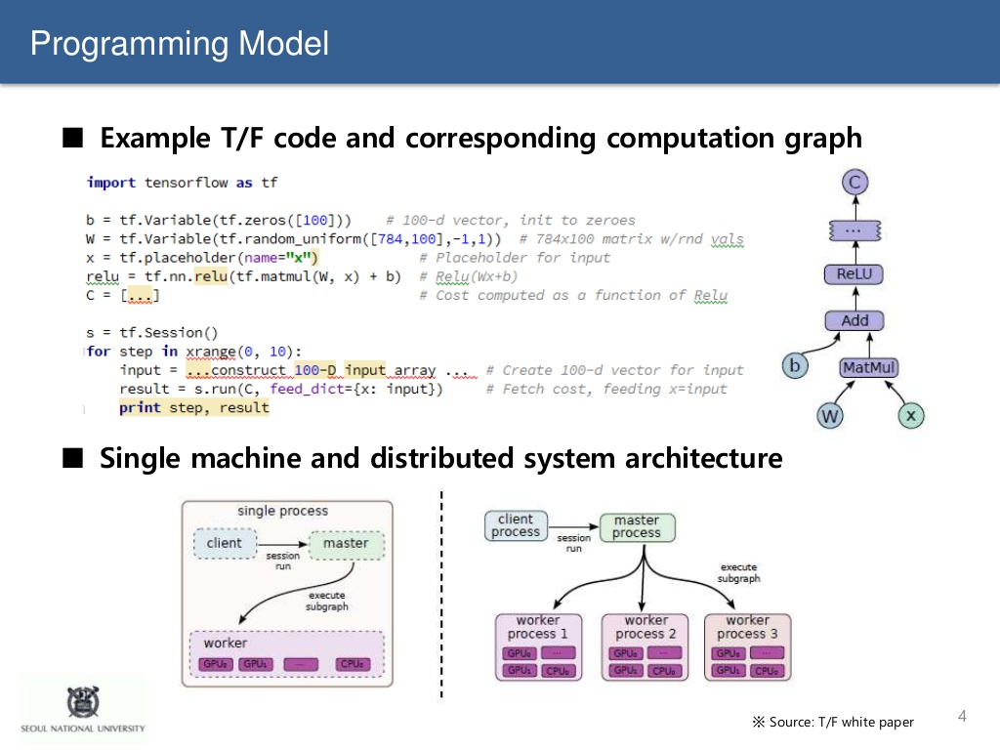 Programming Model
■ Example T/F code and corresponding computation graph
import tensorflow as tf
b = tf.Variable(tf.zeros([100])) # 100-d vector, init to zeroes
W = tf.Variable(tf.random_uniform([784,100],-1,1)) # 784x100 matrix w/rnd vals
x = tf.placeholder(name="x") # Placeholder for input
relu = tf.nn.relu(tf.matmul(W, x) + b) # Relu(Wx+b)
C = [...] # Cost computed as a function of Relu
s = tf.Session()
for step in xrange(0, 10):
input = ...construct 100-D input array ... # Create 100-d vector for input
result = s.run(C, feed_dict={x: input}) # Fetch cost, feeding x=input
print step, result
C
...
ReLU
Add
b
MatMul
W
x
■ Single machine and distributed system architecture
single process
client
master
session
run
execute
subgraph
worker
GPU₀
GPU₁
...
CPU₀
client
process
master
process
session
run
execute
subgraph
worker
process 1
GPU₀ ...
GPU₁ CPU₀
worker
process 2
GPU₀ ...
GPU₁ CPU₀
worker
process 3
GPU₀ ...
GPU₁ CPU₀
SEOUL NATIONAL UNIVERSITY
※ Source: T/F white paper
4